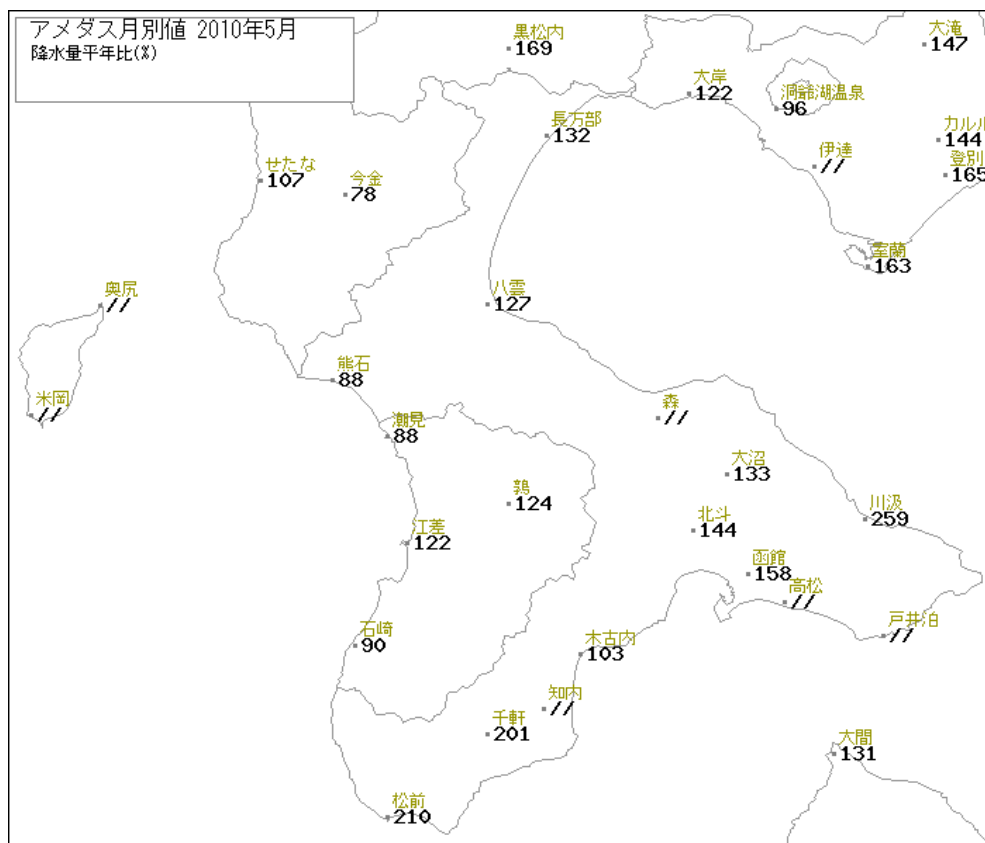 アメダス月別値 2010年5月
降水量平年比(%)
黒松内
169
大滝
147
大岸
122
洞爺湖温泉
96
長万部
132
カルル
144
伊達
//
登別
165
せたな
107
今金
78
室蘭
163
奥尻
//
八雲
127
熊石
88
米岡
//
森
//
潮見
88
大沼
133
鶉
124
川汲
259
北斗
144
江差
122
函館
158
高松
//
戸井泊
//
石崎
90
木古内
103
知内
//
千軒
201
大間
131
松前
210